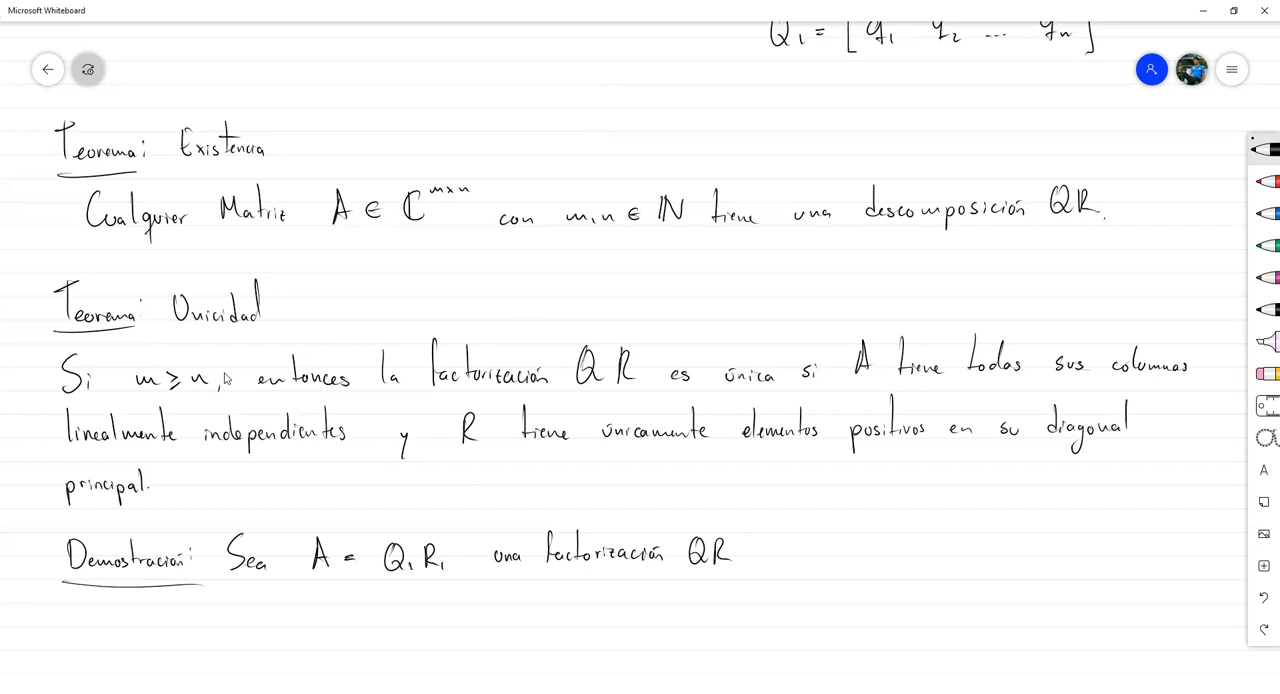 Microsoft Whiteboard
Q₁ = [ q₁ q₂ ... qₙ ]
Teorema: Existencia
Cualquier Matriz A ∈ ℂ^{m×n} con m,n ∈ ℕ tiene una descomposición QR.
Teorema: Unicidad
Si m ≥ n, entonces la factorización QR es única si A tiene todas sus columnas
linealmente independientes y R tiene únicamente elementos positivos en su diagonal
principal.
Demostración: Sea A = Q₁R₁ una factorización QR
A